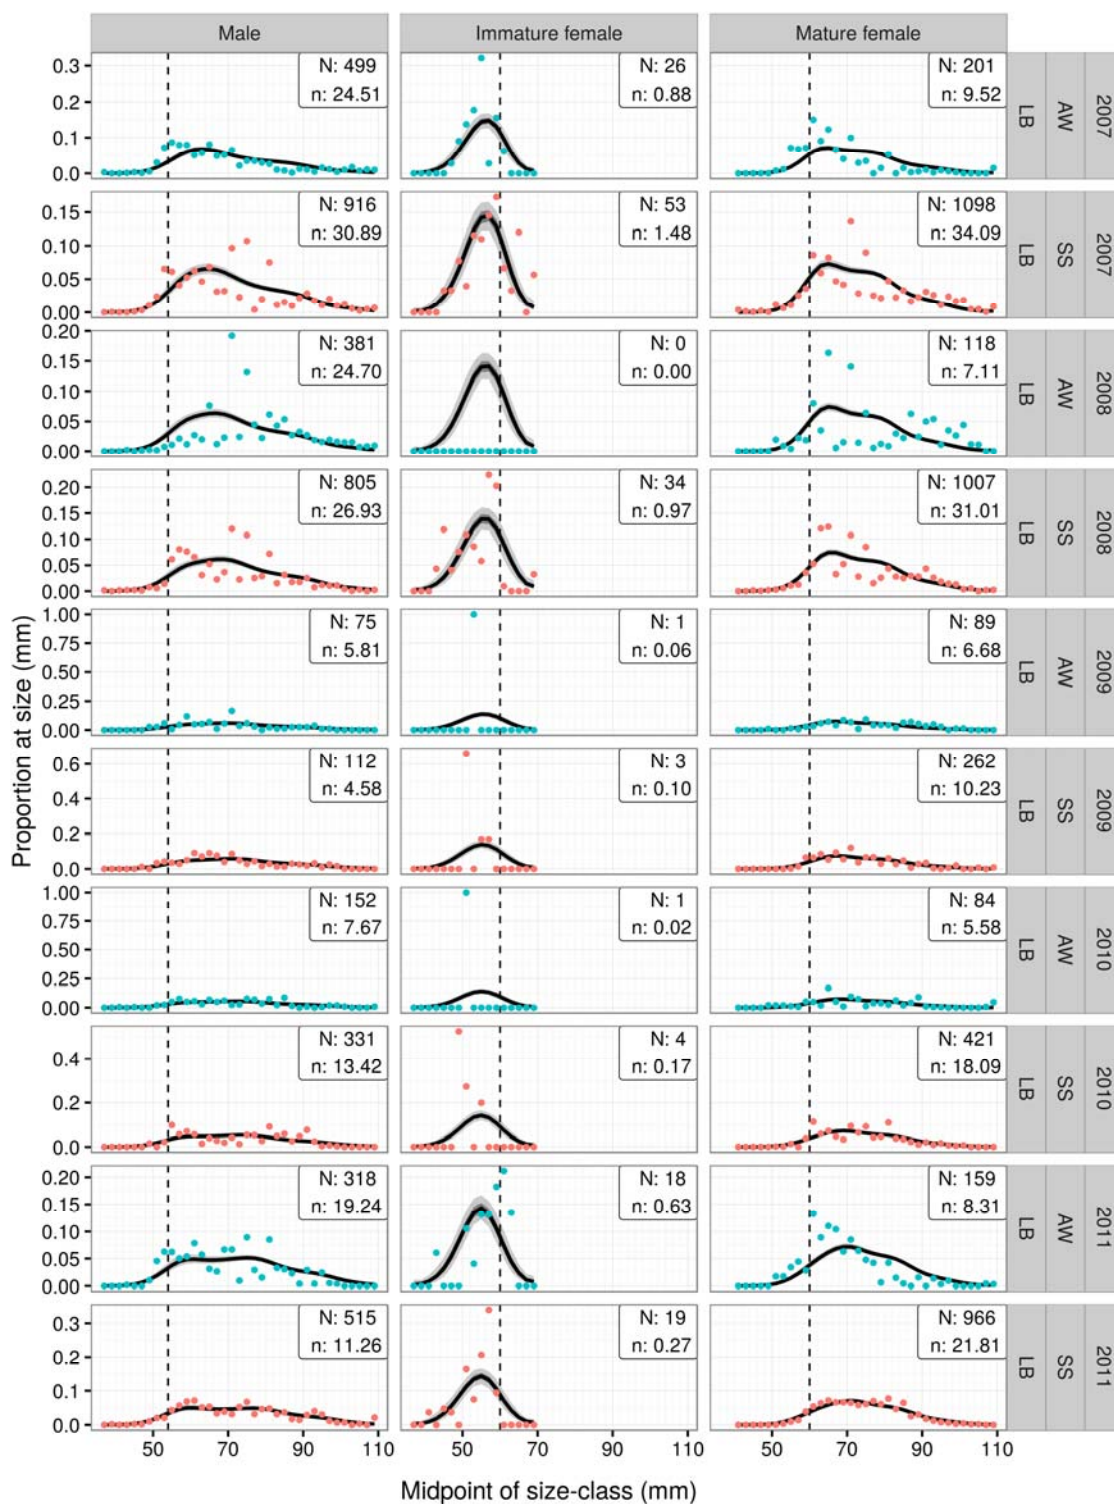 Male Immature female Mature female
0.3
0.2
0.1
0.0
N: 499
n: 24.51
N: 26
n: 0.88
N: 201
n: 9.52
LB AW 2007
0.15
0.10
0.05
0.00
N: 916
n: 30.89
N: 53
n: 1.48
N: 1098
n: 34.09
LB SS 2007
0.20
0.15
0.10
0.05
0.00
N: 381
n: 24.70
N: 0
n: 0.00
N: 118
n: 7.11
LB AW 2008
0.20
0.15
0.10
0.05
0.00
N: 805
n: 26.93
N: 34
n: 0.97
N: 1007
n: 31.01
LB SS 2008
1.00
0.75
0.50
0.25
0.00
N: 75
n: 5.81
N: 1
n: 0.06
N: 89
n: 6.68
LB AW 2009
Proportion at size (mm)
0.6
0.4
0.2
0.0
N: 112
n: 4.58
N: 3
n: 0.10
N: 262
n: 10.23
LB SS 2009
1.00
0.75
0.50
0.25
0.00
N: 152
n: 7.67
N: 1
n: 0.02
N: 84
n: 5.58
LB AW 2010
0.4
0.2
0.0
N: 331
n: 13.42
N: 4
n: 0.17
N: 421
n: 18.09
LB SS 2010
0.20
0.15
0.10
0.05
0.00
N: 318
n: 19.24
N: 18
n: 0.63
N: 159
n: 8.31
LB AW 2011
0.3
0.2
0.1
0.0
N: 515
n: 11.26
N: 19
n: 0.27
N: 966
n: 21.81
LB SS 2011
50 70 90 110 50 70 90 110 50 70 90 110
Midpoint of size-class (mm)